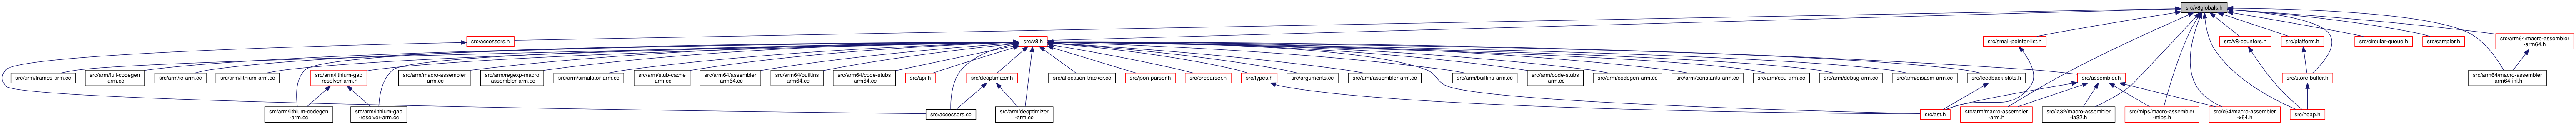 src/v8globals.h
src/accessors.h
src/v8.h
src/small-pointer-list.h
src/v8-counters.h
src/platform.h
src/circular-queue.h
src/sampler.h
src/arm64/macro-assembler
-arm64.h
src/arm/frames-arm.cc
src/arm/full-codegen
-arm.cc
src/arm/ic-arm.cc
src/arm/lithium-arm.cc
src/arm/lithium-gap
-resolver-arm.h
src/arm/macro-assembler
-arm.cc
src/arm/regexp-macro
-assembler-arm.cc
src/arm/simulator-arm.cc
src/arm/stub-cache
-arm.cc
src/arm64/assembler
-arm64.cc
src/arm64/builtins
-arm64.cc
src/arm64/code-stubs
-arm64.cc
src/api.h
src/deoptimizer.h
src/allocation-tracker.cc
src/json-parser.h
src/preparser.h
src/types.h
src/arguments.cc
src/arm/assembler-arm.cc
src/arm/builtins-arm.cc
src/arm/code-stubs
-arm.cc
src/arm/codegen-arm.cc
src/arm/constants-arm.cc
src/arm/cpu-arm.cc
src/arm/debug-arm.cc
src/arm/disasm-arm.cc
src/feedback-slots.h
src/assembler.h
src/store-buffer.h
src/arm64/macro-assembler
-arm64-inl.h
src/arm/lithium-codegen
-arm.cc
src/arm/lithium-gap
-resolver-arm.cc
src/accessors.cc
src/arm/deoptimizer
-arm.cc
src/ast.h
src/arm/macro-assembler
-arm.h
src/ia32/macro-assembler
-ia32.h
src/mips/macro-assembler
-mips.h
src/x64/macro-assembler
-x64.h
src/heap.h